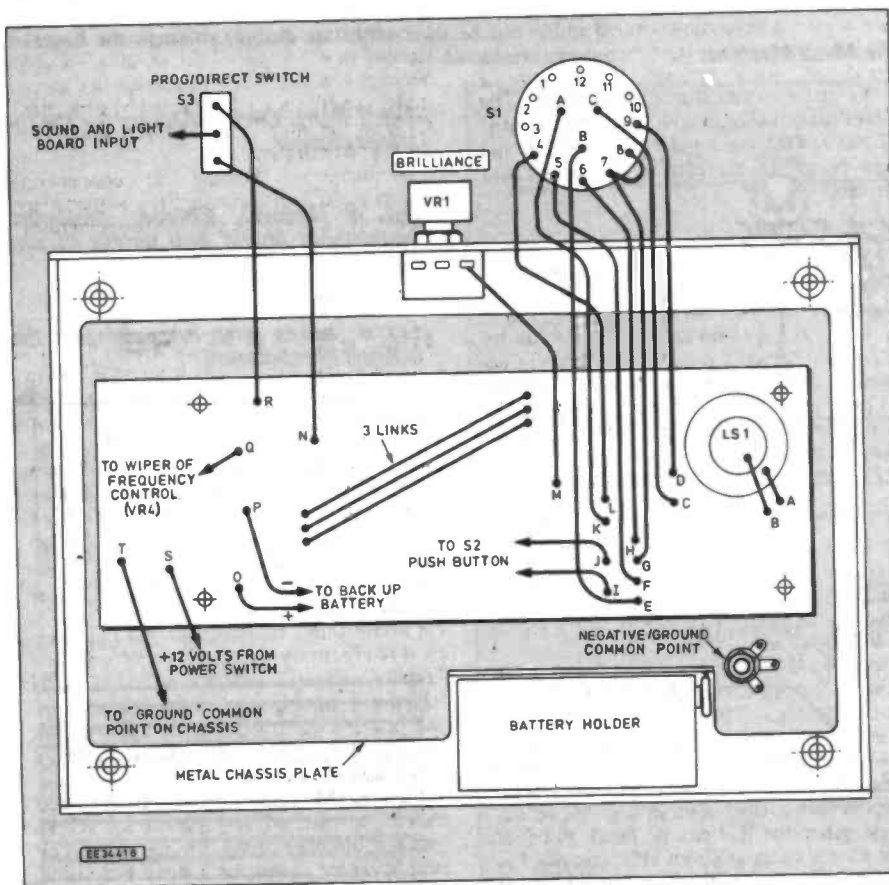 PROG/DIRECT SWITCH
S3
SOUND AND LIGHT
BOARD INPUT
BRILLIANCE
VR1
S1
12
11
1
10
2
A
C
9
3
B
4
8
5
7
6
R
N
3 LINKS
LS1
Q
TO WIPER OF
FREQUENCY
CONTROL
(VR4)
P
M
L
K
D
C
A
B
T
S
TO S2
PUSH BUTTON
J
H
G
I
F
E
O
−
+
TO BACK UP
BATTERY
+12 VOLTS FROM
POWER SWITCH
NEGATIVE/GROUND
COMMON POINT
TO "GROUND" COMMON
POINT ON CHASSIS
BATTERY HOLDER
METAL CHASSIS PLATE
EE3441G